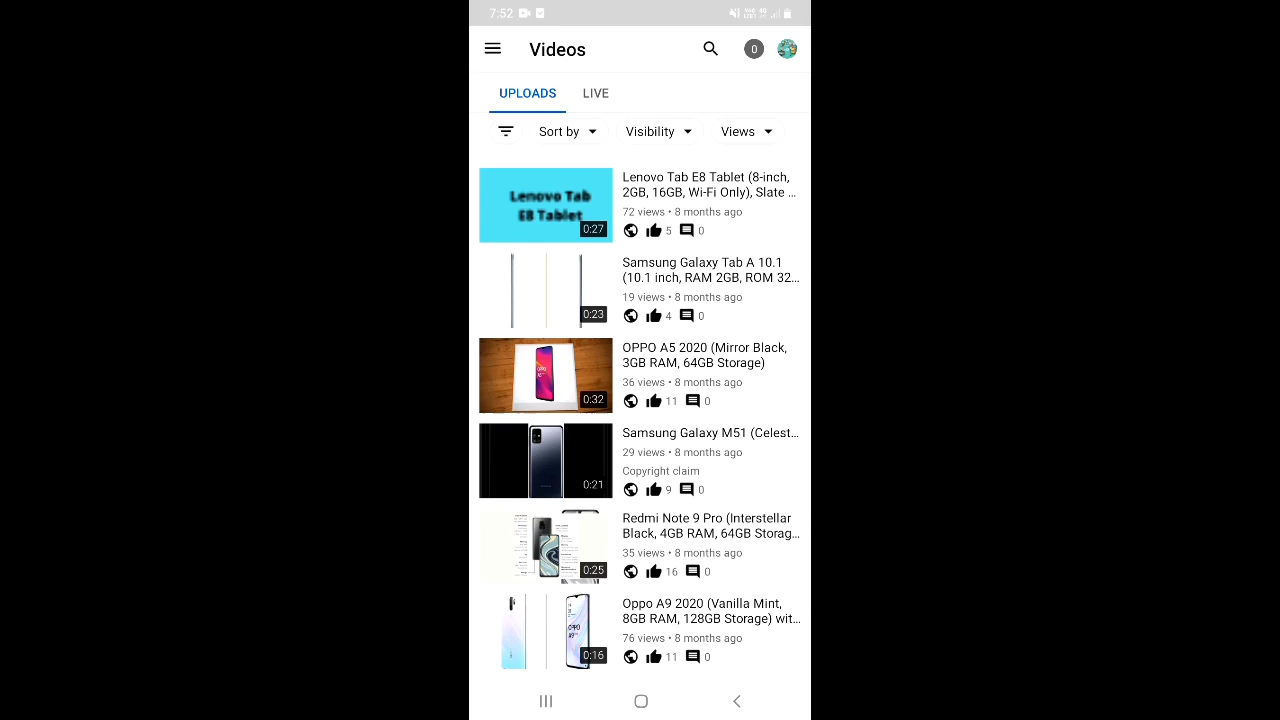 7:52
Videos
0
UPLOADS
LIVE
Sort by
Visibility
Views
Lenovo Tab
E8 Tablet
0:27
Lenovo Tab E8 Tablet (8-inch,
2GB, 16GB, Wi-Fi Only), Slate ...
72 views • 8 months ago
5
0
0:23
Samsung Galaxy Tab A 10.1
(10.1 inch, RAM 2GB, ROM 32...
19 views • 8 months ago
4
0
0:32
OPPO A5 2020 (Mirror Black,
3GB RAM, 64GB Storage)
36 views • 8 months ago
11
0
0:21
Samsung Galaxy M51 (Celest...
29 views • 8 months ago
Copyright claim
9
0
0:25
Redmi Note 9 Pro (Interstellar
Black, 4GB RAM, 64GB Storag...
35 views • 8 months ago
16
0
OPPO
0:16
Oppo A9 2020 (Vanilla Mint,
8GB RAM, 128GB Storage) wit...
76 views • 8 months ago
11
0